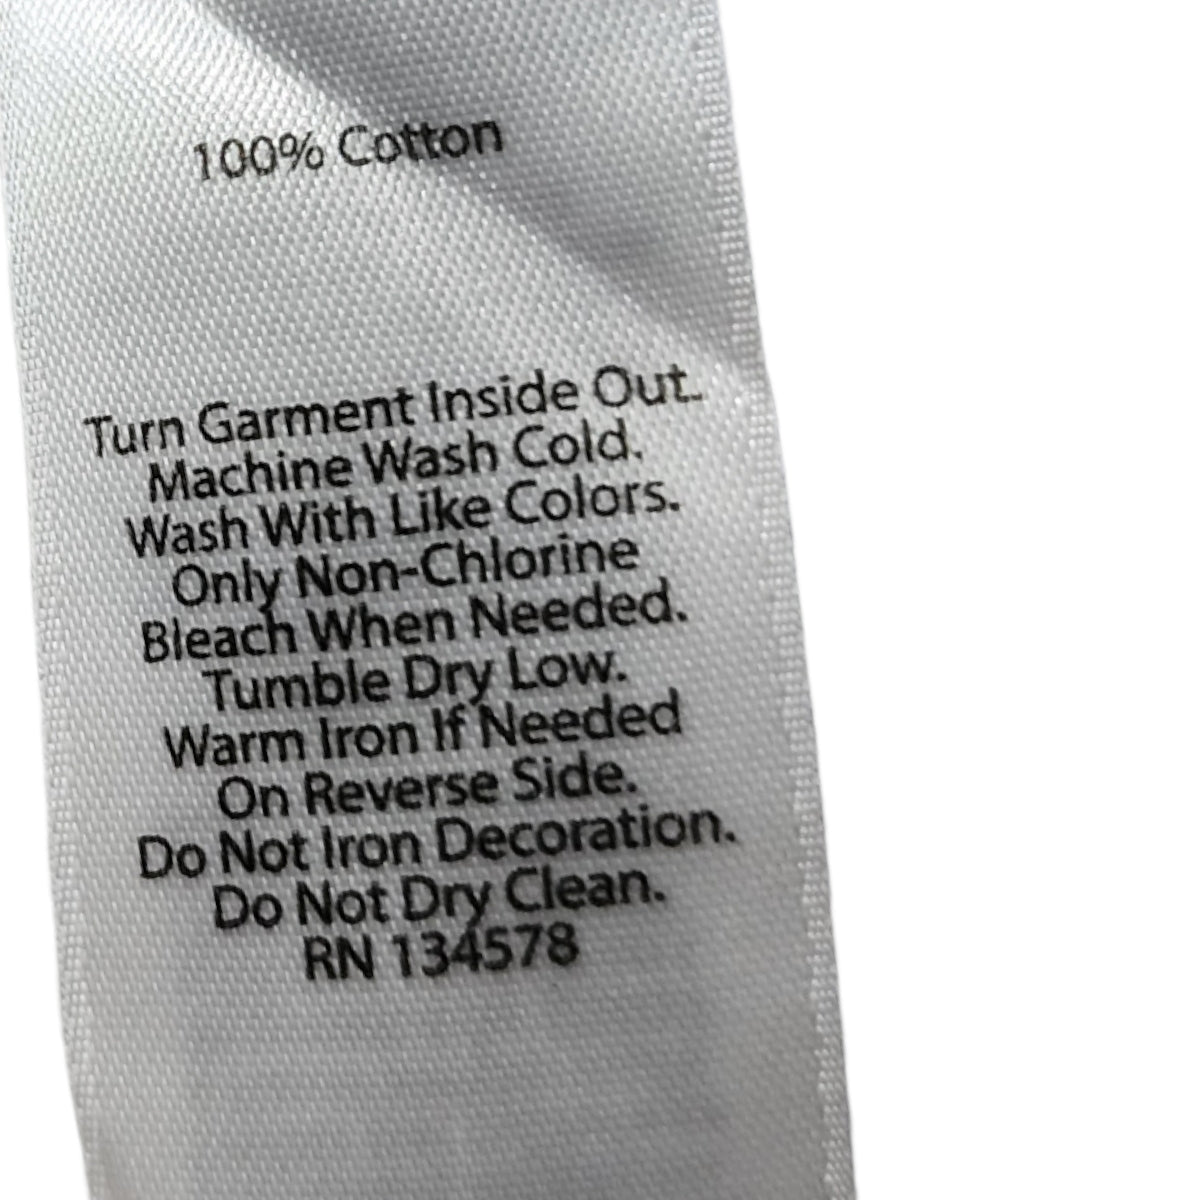 100% Cotton
Turn Garment Inside Out.
Machine Wash Cold.
Wash With Like Colors.
Only Non-Chlorine
Bleach When Needed.
Tumble Dry Low.
Warm Iron If Needed
On Reverse Side.
Do Not Iron Decoration.
Do Not Dry Clean.
RN 134578